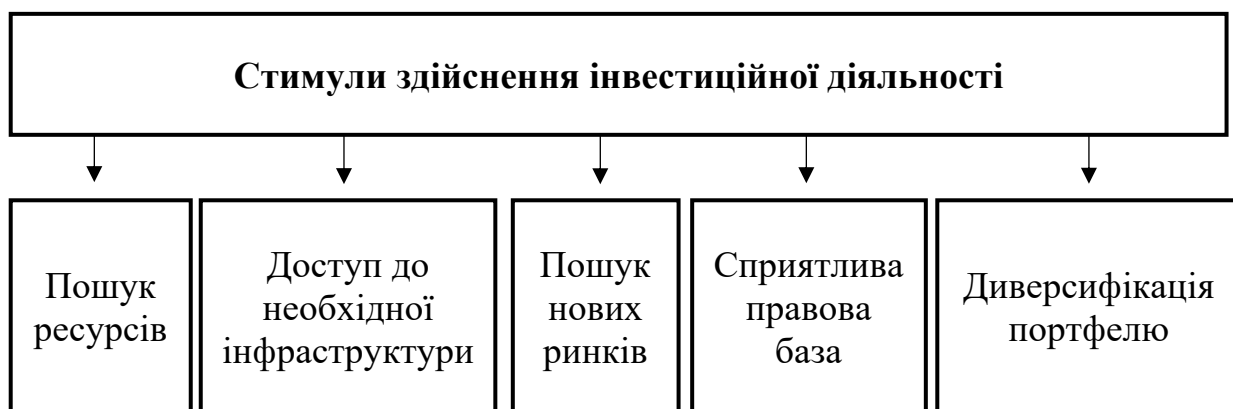 Стимули здійснення інвестиційної діяльності
Пошук
ресурсів
Доступ до
необхідної
інфраструктури
Пошук
нових
ринків
Сприятлива
правова
база
Диверсифікація
портфелю